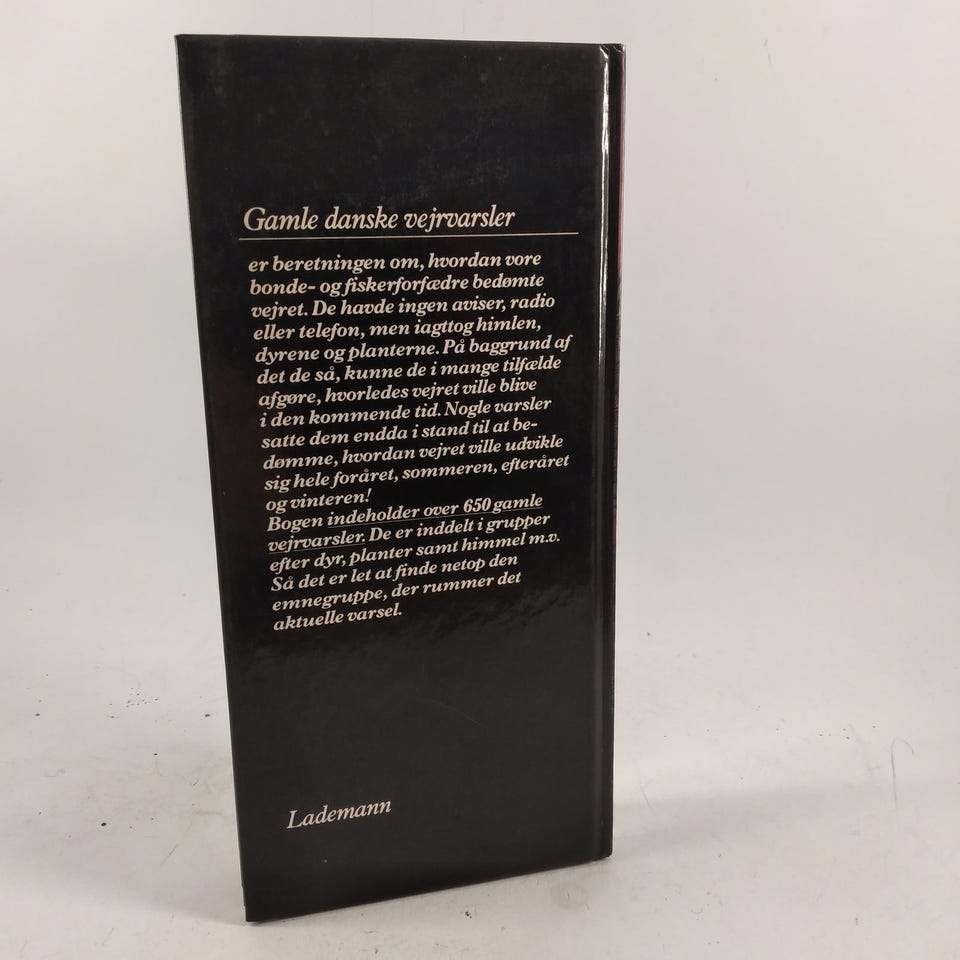 Gamle danske vejrvarsler
er beretningen om, hvordan vore
bonde- og fiskerforfædre bedømte
vejret. De havde ingen aviser, radio
eller telefon, men iagttog himlen,
dyrene og planterne. På baggrund af
det de så, kunne de i mange tilfælde
afgøre, hvorledes vejret ville blive
i den kommende tid. Nogle varsler
satte dem endda i stand til at be-
dømme, hvordan vejret ville udvikle
sig hele foråret, sommeren, efteråret
og vinteren!
Bogen indeholder over 650 gamle
vejrvarsler. De er inddelt i grupper
efter dyr, planter samt himmel m.v.
Så det er let at finde netop den
emnegruppe, der rummer det
aktuelle varsel.
Lademann